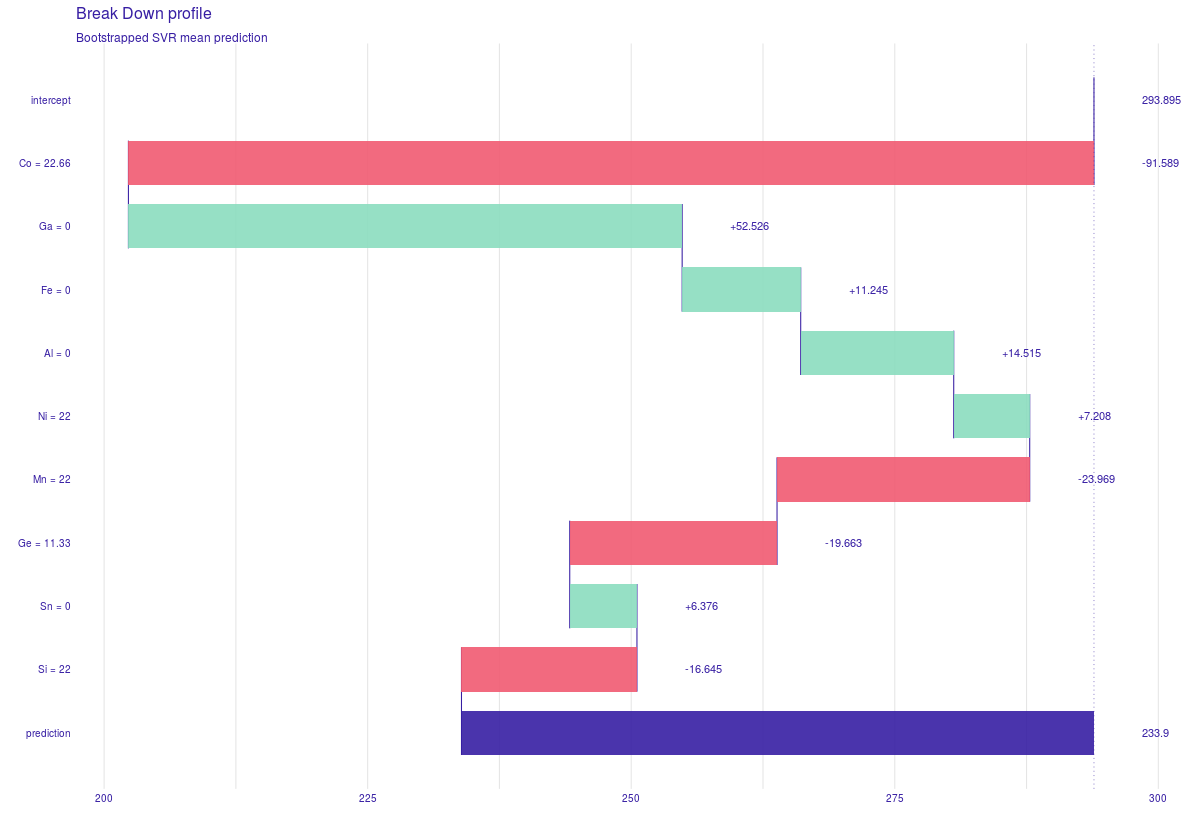 Break Down profile
Bootstrapped SVR mean prediction
intercept 293.895
Co = 22.66 -91.589
Ga = 0 +52.526
Fe = 0 +11.245
Al = 0 +14.515
Ni = 22 +7.208
Mn = 22 -23.969
Ge = 11.33 -19.663
Sn = 0 +6.376
Si = 22 -16.645
prediction 233.9
200 225 250 275 300